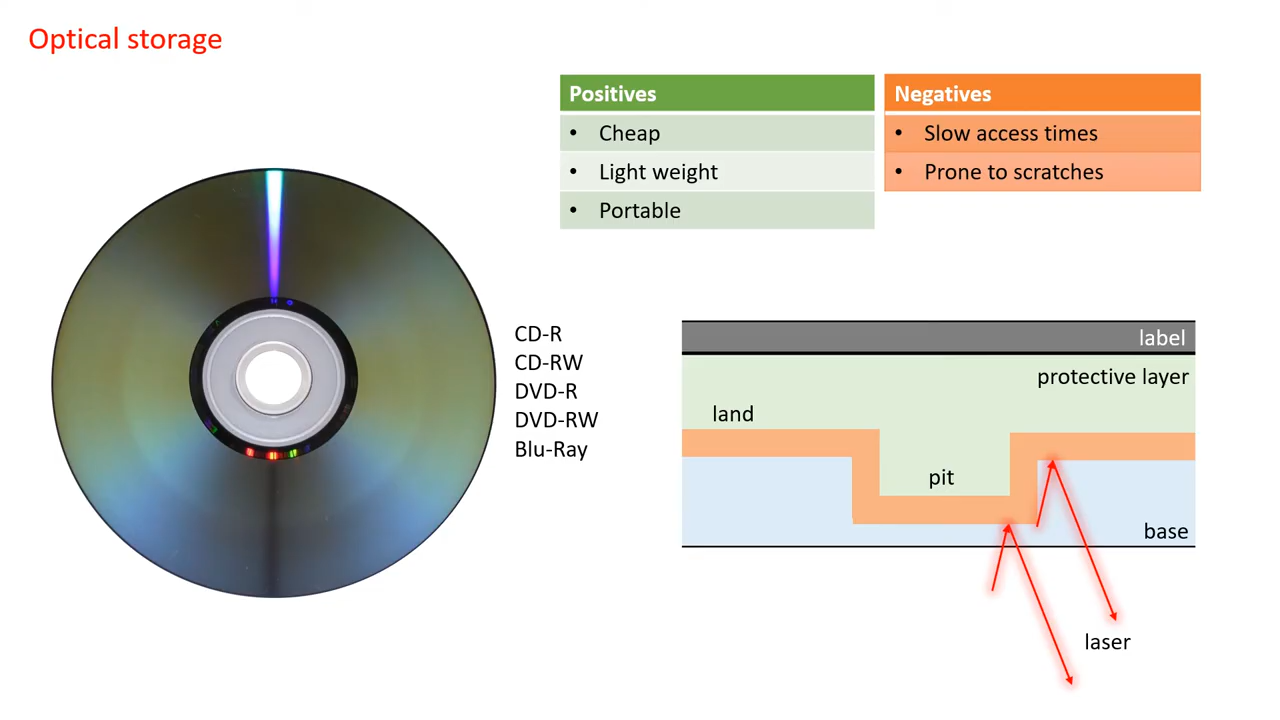 Optical storage
Positives
• Cheap
• Light weight
• Portable
Negatives
• Slow access times
• Prone to scratches
CD-R
CD-RW
DVD-R
DVD-RW
Blu-Ray
label
protective layer
land
pit
base
laser